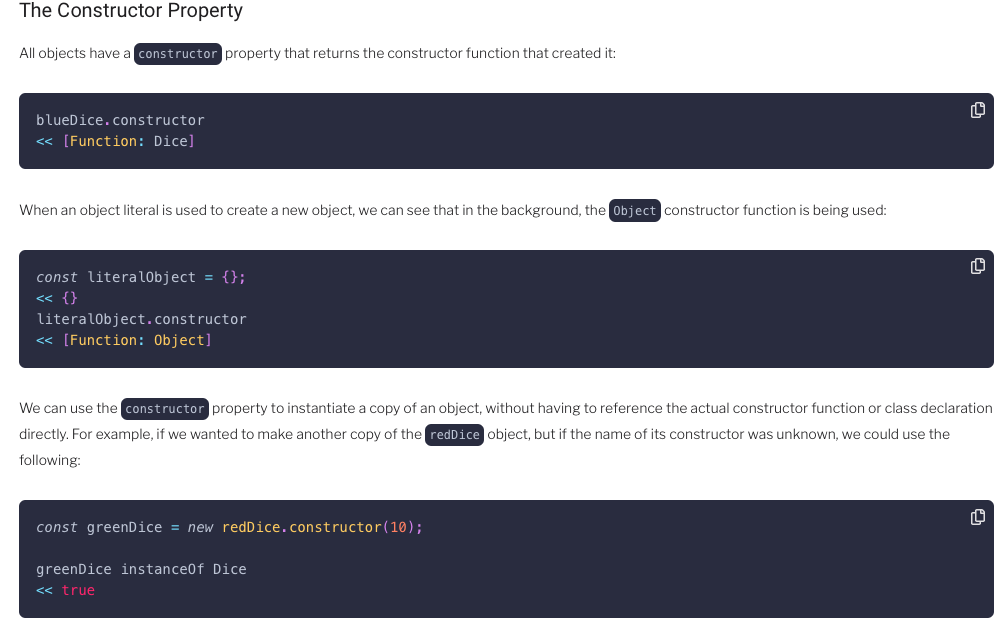 The Constructor Property
All objects have a constructor property that returns the constructor function that created it:
blueDice.constructor
<< [Function: Dice]
When an object literal is used to create a new object, we can see that in the background, the Object constructor function is being used:
const literalObject = {};
<< {}
literalObject.constructor
<< [Function: Object]
We can use the constructor property to instantiate a copy of an object, without having to reference the actual constructor function or class declaration
directly. For example, if we wanted to make another copy of the redDice object, but if the name of its constructor was unknown, we could use the
following:
const greenDice = new redDice.constructor(10);
greenDice instanceOf Dice
<< true